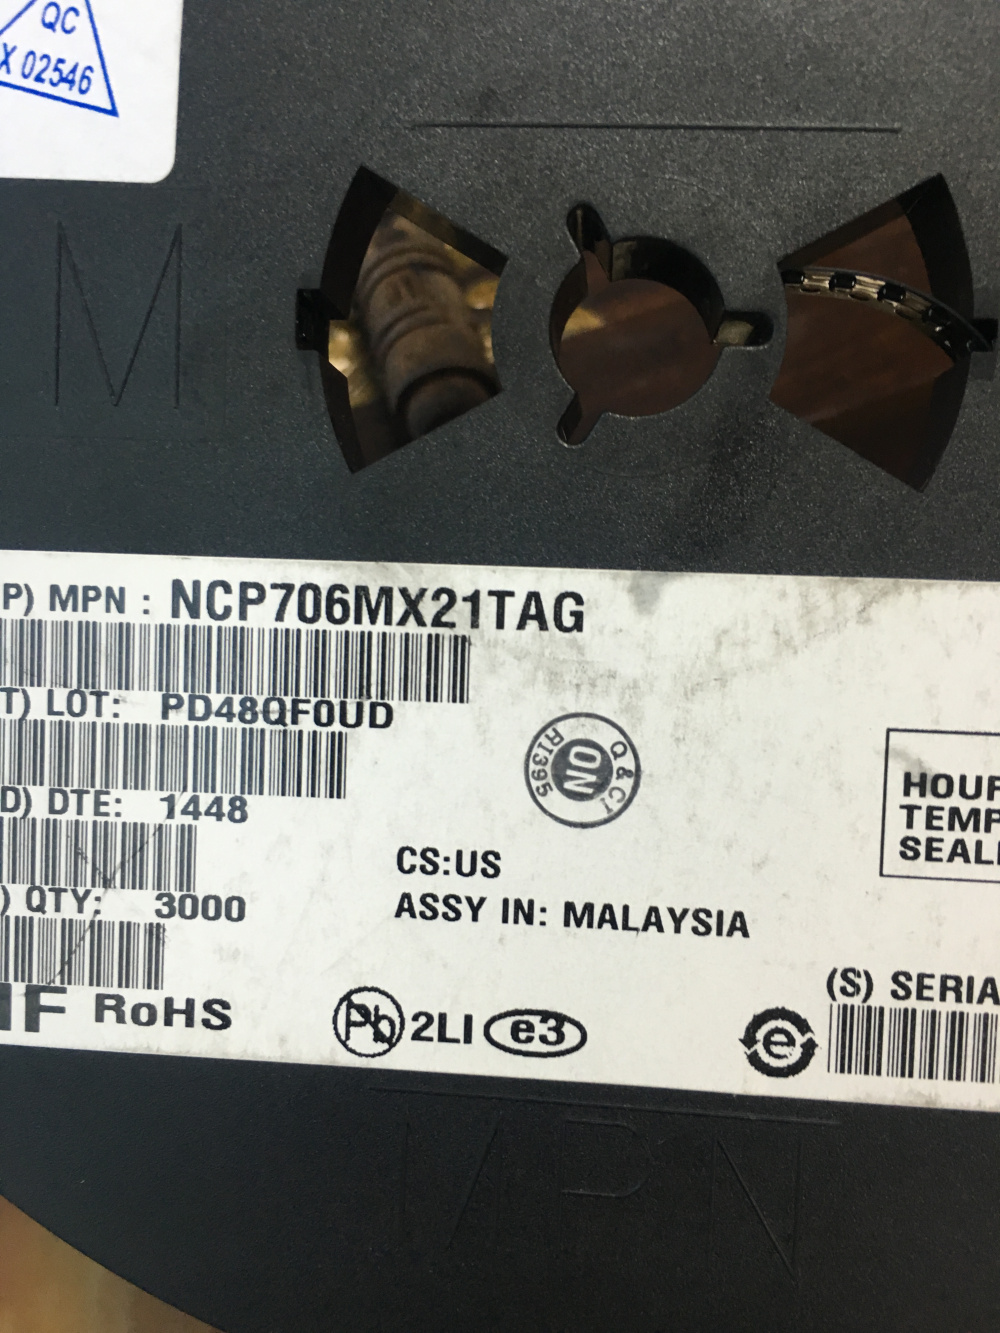 QC
X 02546
M
P) MPN : NCP706MX21TAG
T) LOT: PD48QF0UD
D) DTE: 1448
) QTY: 3000
Q & C!
ON
RI395
CS:US
ASSY IN: MALAYSIA
HOUR
TEMP
SEAL
(S) SERIA
HF RoHS
Pb 2LI e3
e